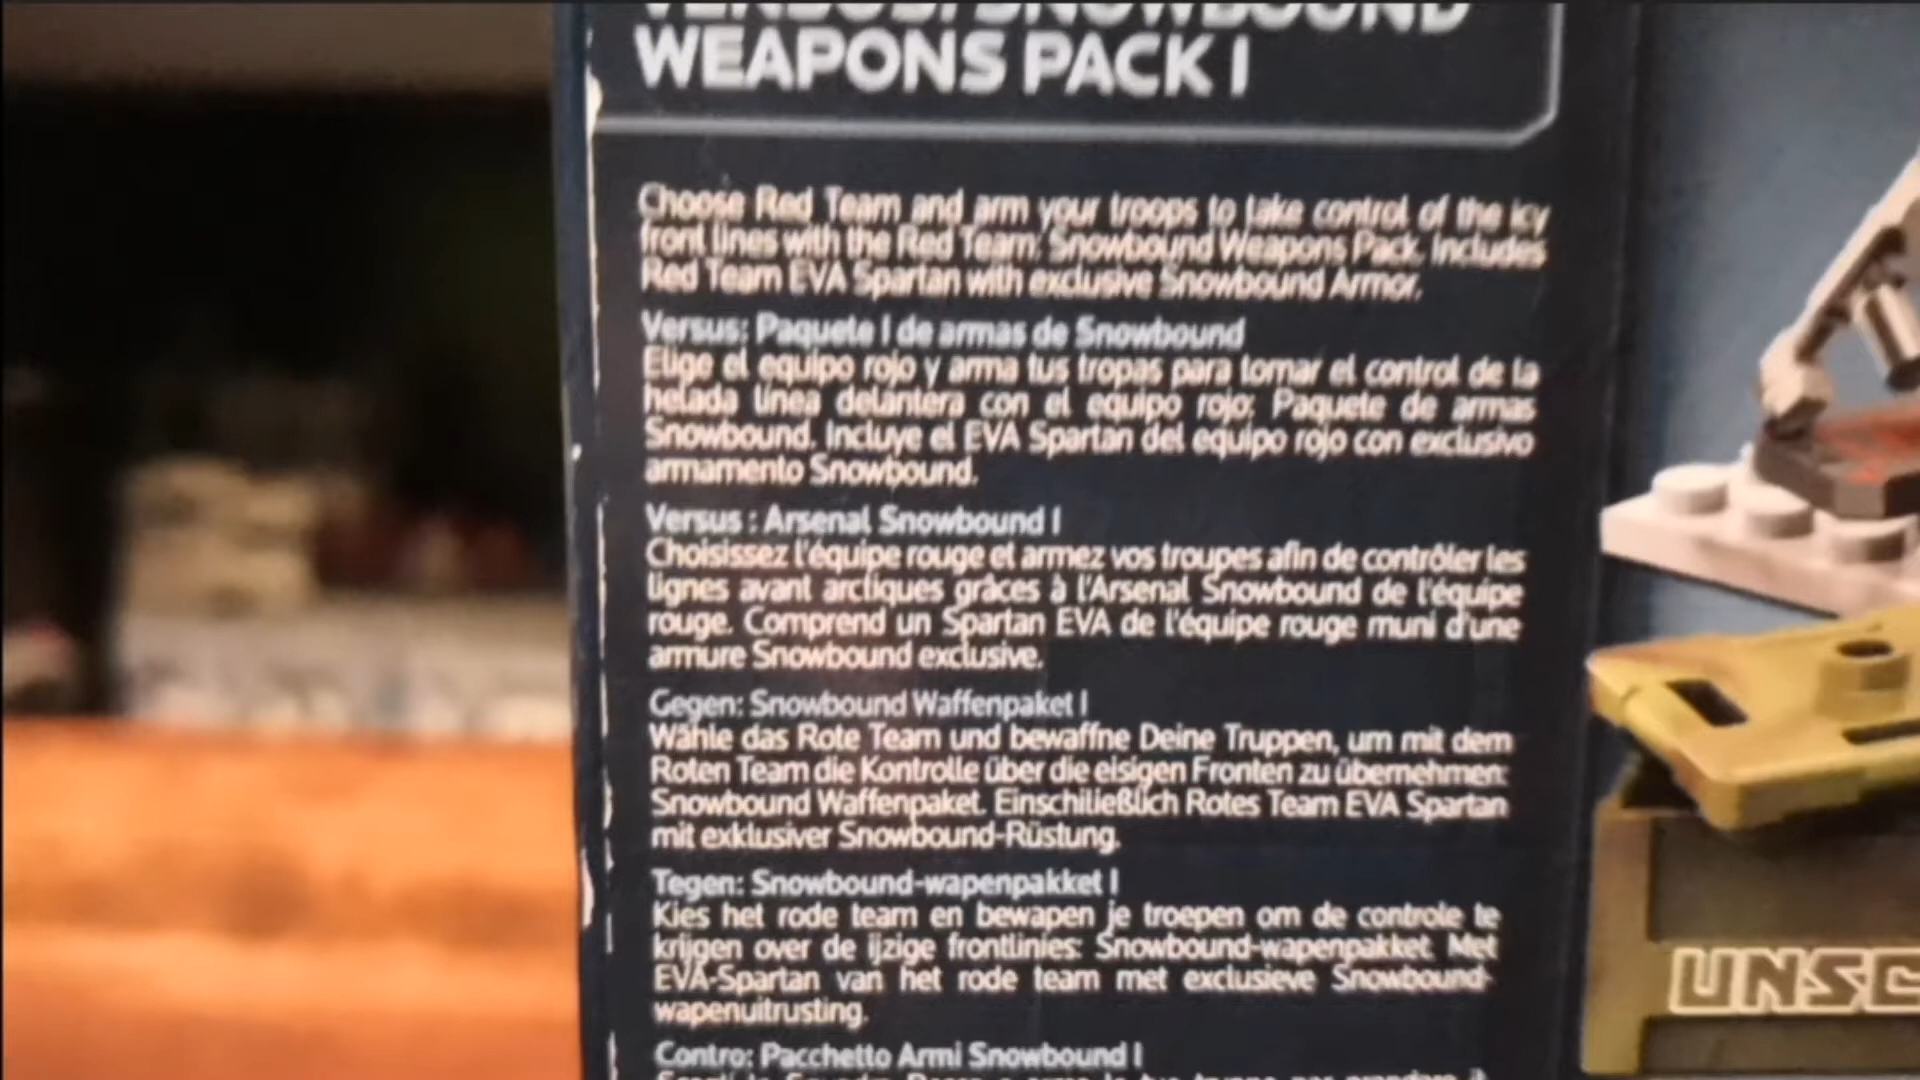 VERSUS: SNOWBOUND
WEAPONS PACK I
Choose Red Team and arm your troops to take control of the icy
front lines with the Red Team: Snowbound Weapons Pack. Includes
Red Team EVA Spartan with exclusive Snowbound Armor.
Versus: Paquete I de armas de Snowbound
Elige el equipo rojo y arma tus tropas para tomar el control de la
helada línea delantera con el equipo rojo: Paquete de armas
Snowbound. Incluye el EVA Spartan del equipo rojo con exclusivo
armamento Snowbound.
Versus : Arsenal Snowbound I
Choisissez l'équipe rouge et armez vos troupes afin de contrôler les
lignes avant arctiques grâces à l'Arsenal Snowbound de l'équipe
rouge. Comprend un Spartan EVA de l'équipe rouge muni d'une
armure Snowbound exclusive.
Gegen: Snowbound Waffenpaket I
Wähle das Rote Team und bewaffne Deine Truppen, um mit dem
Roten Team die Kontrolle über die eisigen Fronten zu übernehmen:
Snowbound Waffenpaket. Einschiließlich Rotes Team EVA Spartan
mit exklusiver Snowbound-Rüstung.
Tegen: Snowbound-wapenpakket I
Kies het rode team en bewapen je troepen om de controle te
krijgen over de ijzige frontlinies: Snowbound-wapenpakket. Met
EVA-Spartan van het rode team met exclusieve Snowbound-
wapenuitrusting.
Contro: Pacchetto Armi Snowbound I
UNSC